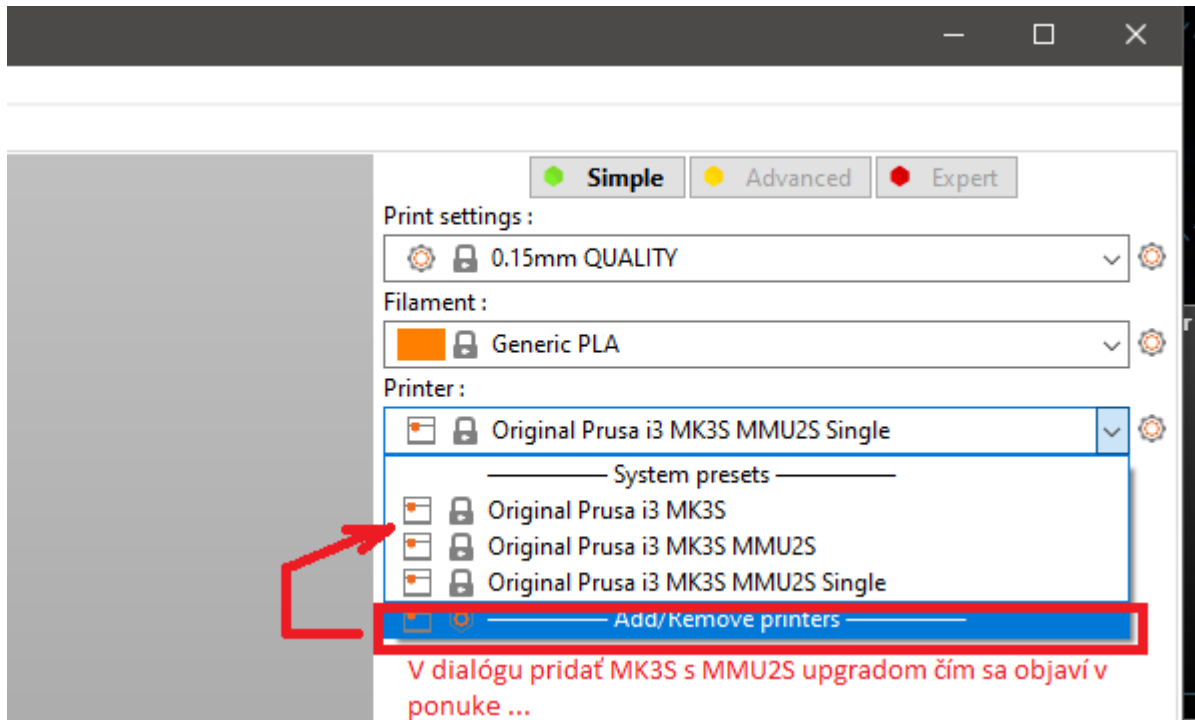 Simple Advanced Expert
Print settings :
0.15mm QUALITY
Filament :
Generic PLA
Printer :
Original Prusa i3 MK3S MMU2S Single
System presets
Original Prusa i3 MK3S
Original Prusa i3 MK3S MMU2S
Original Prusa i3 MK3S MMU2S Single
Add/Remove printers
V dialógu pridať MK3S s MMU2S upgradom čím sa objaví v
ponuke ...